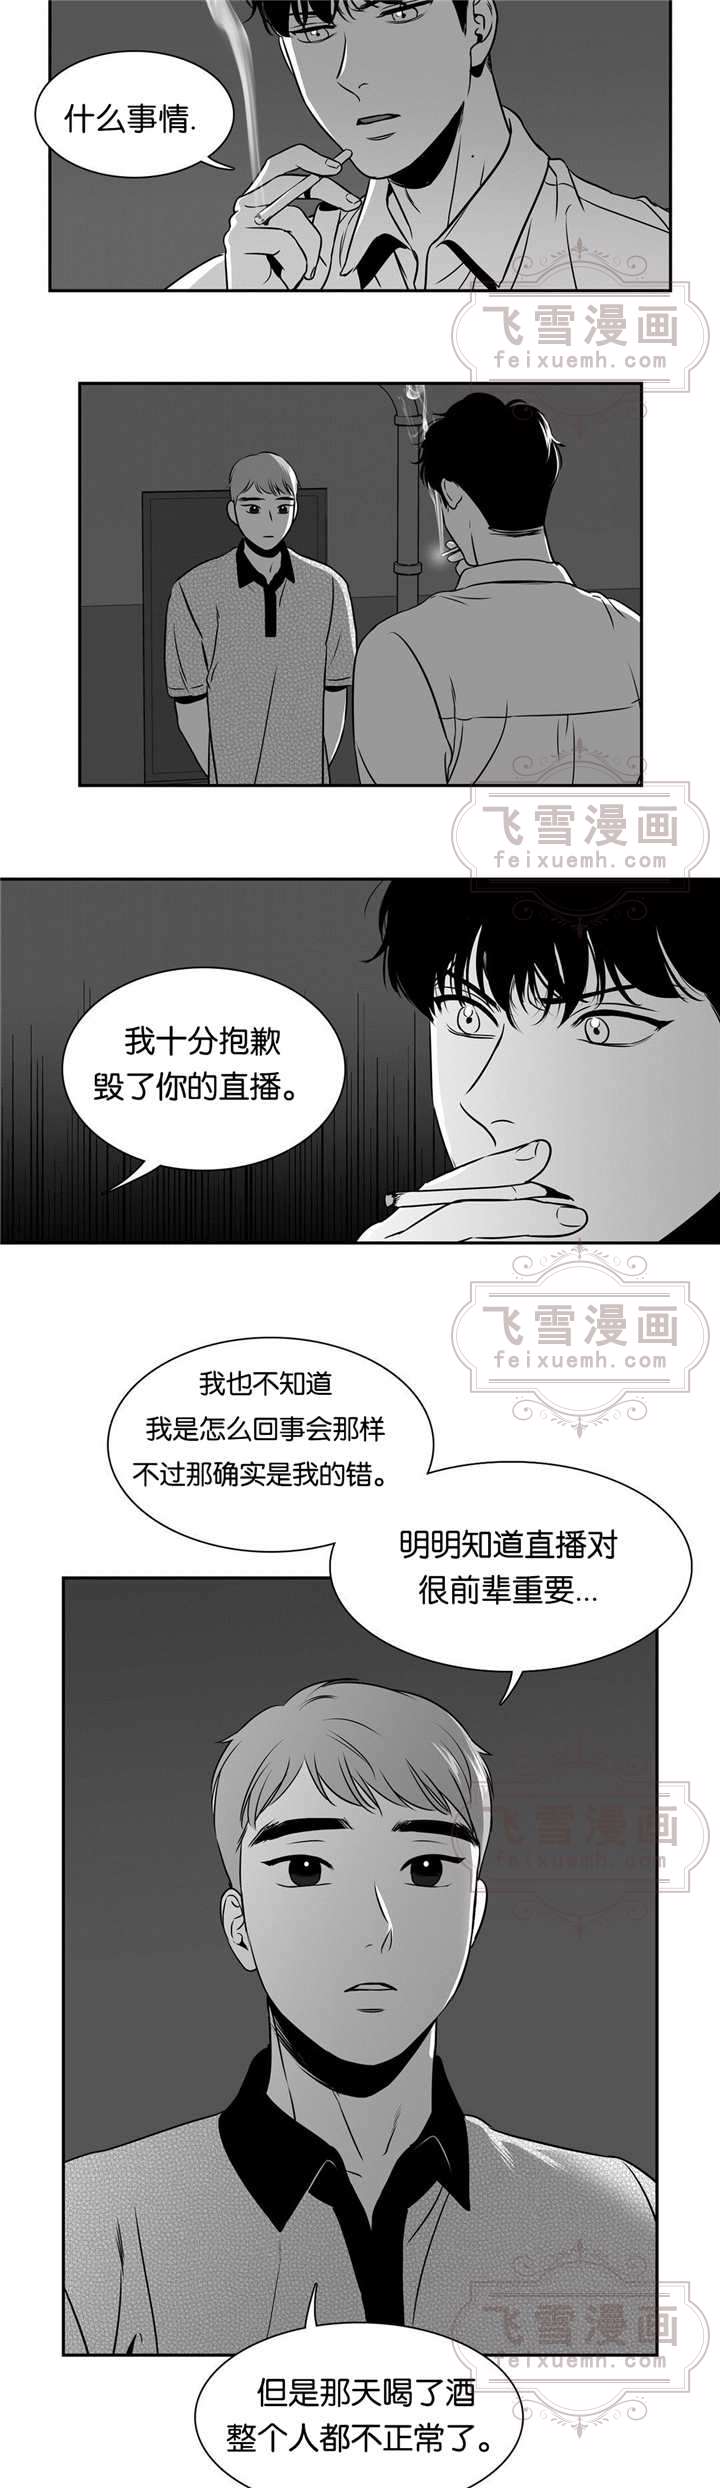 什么事情.
飞雪漫画
feixuemh.com
飞雪漫画
feixuemh.com
我十分抱歉
毁了你的直播。
飞雪漫画
feixuemh.com
我也不知道
我是怎么回事会那样
不过那确实是我的错。
明明知道直播对
很前辈重要...
飞雪漫画
feixuemh.com
飞雪漫画
feixuemh.com
但是那天喝了酒
整个人都不正常了。